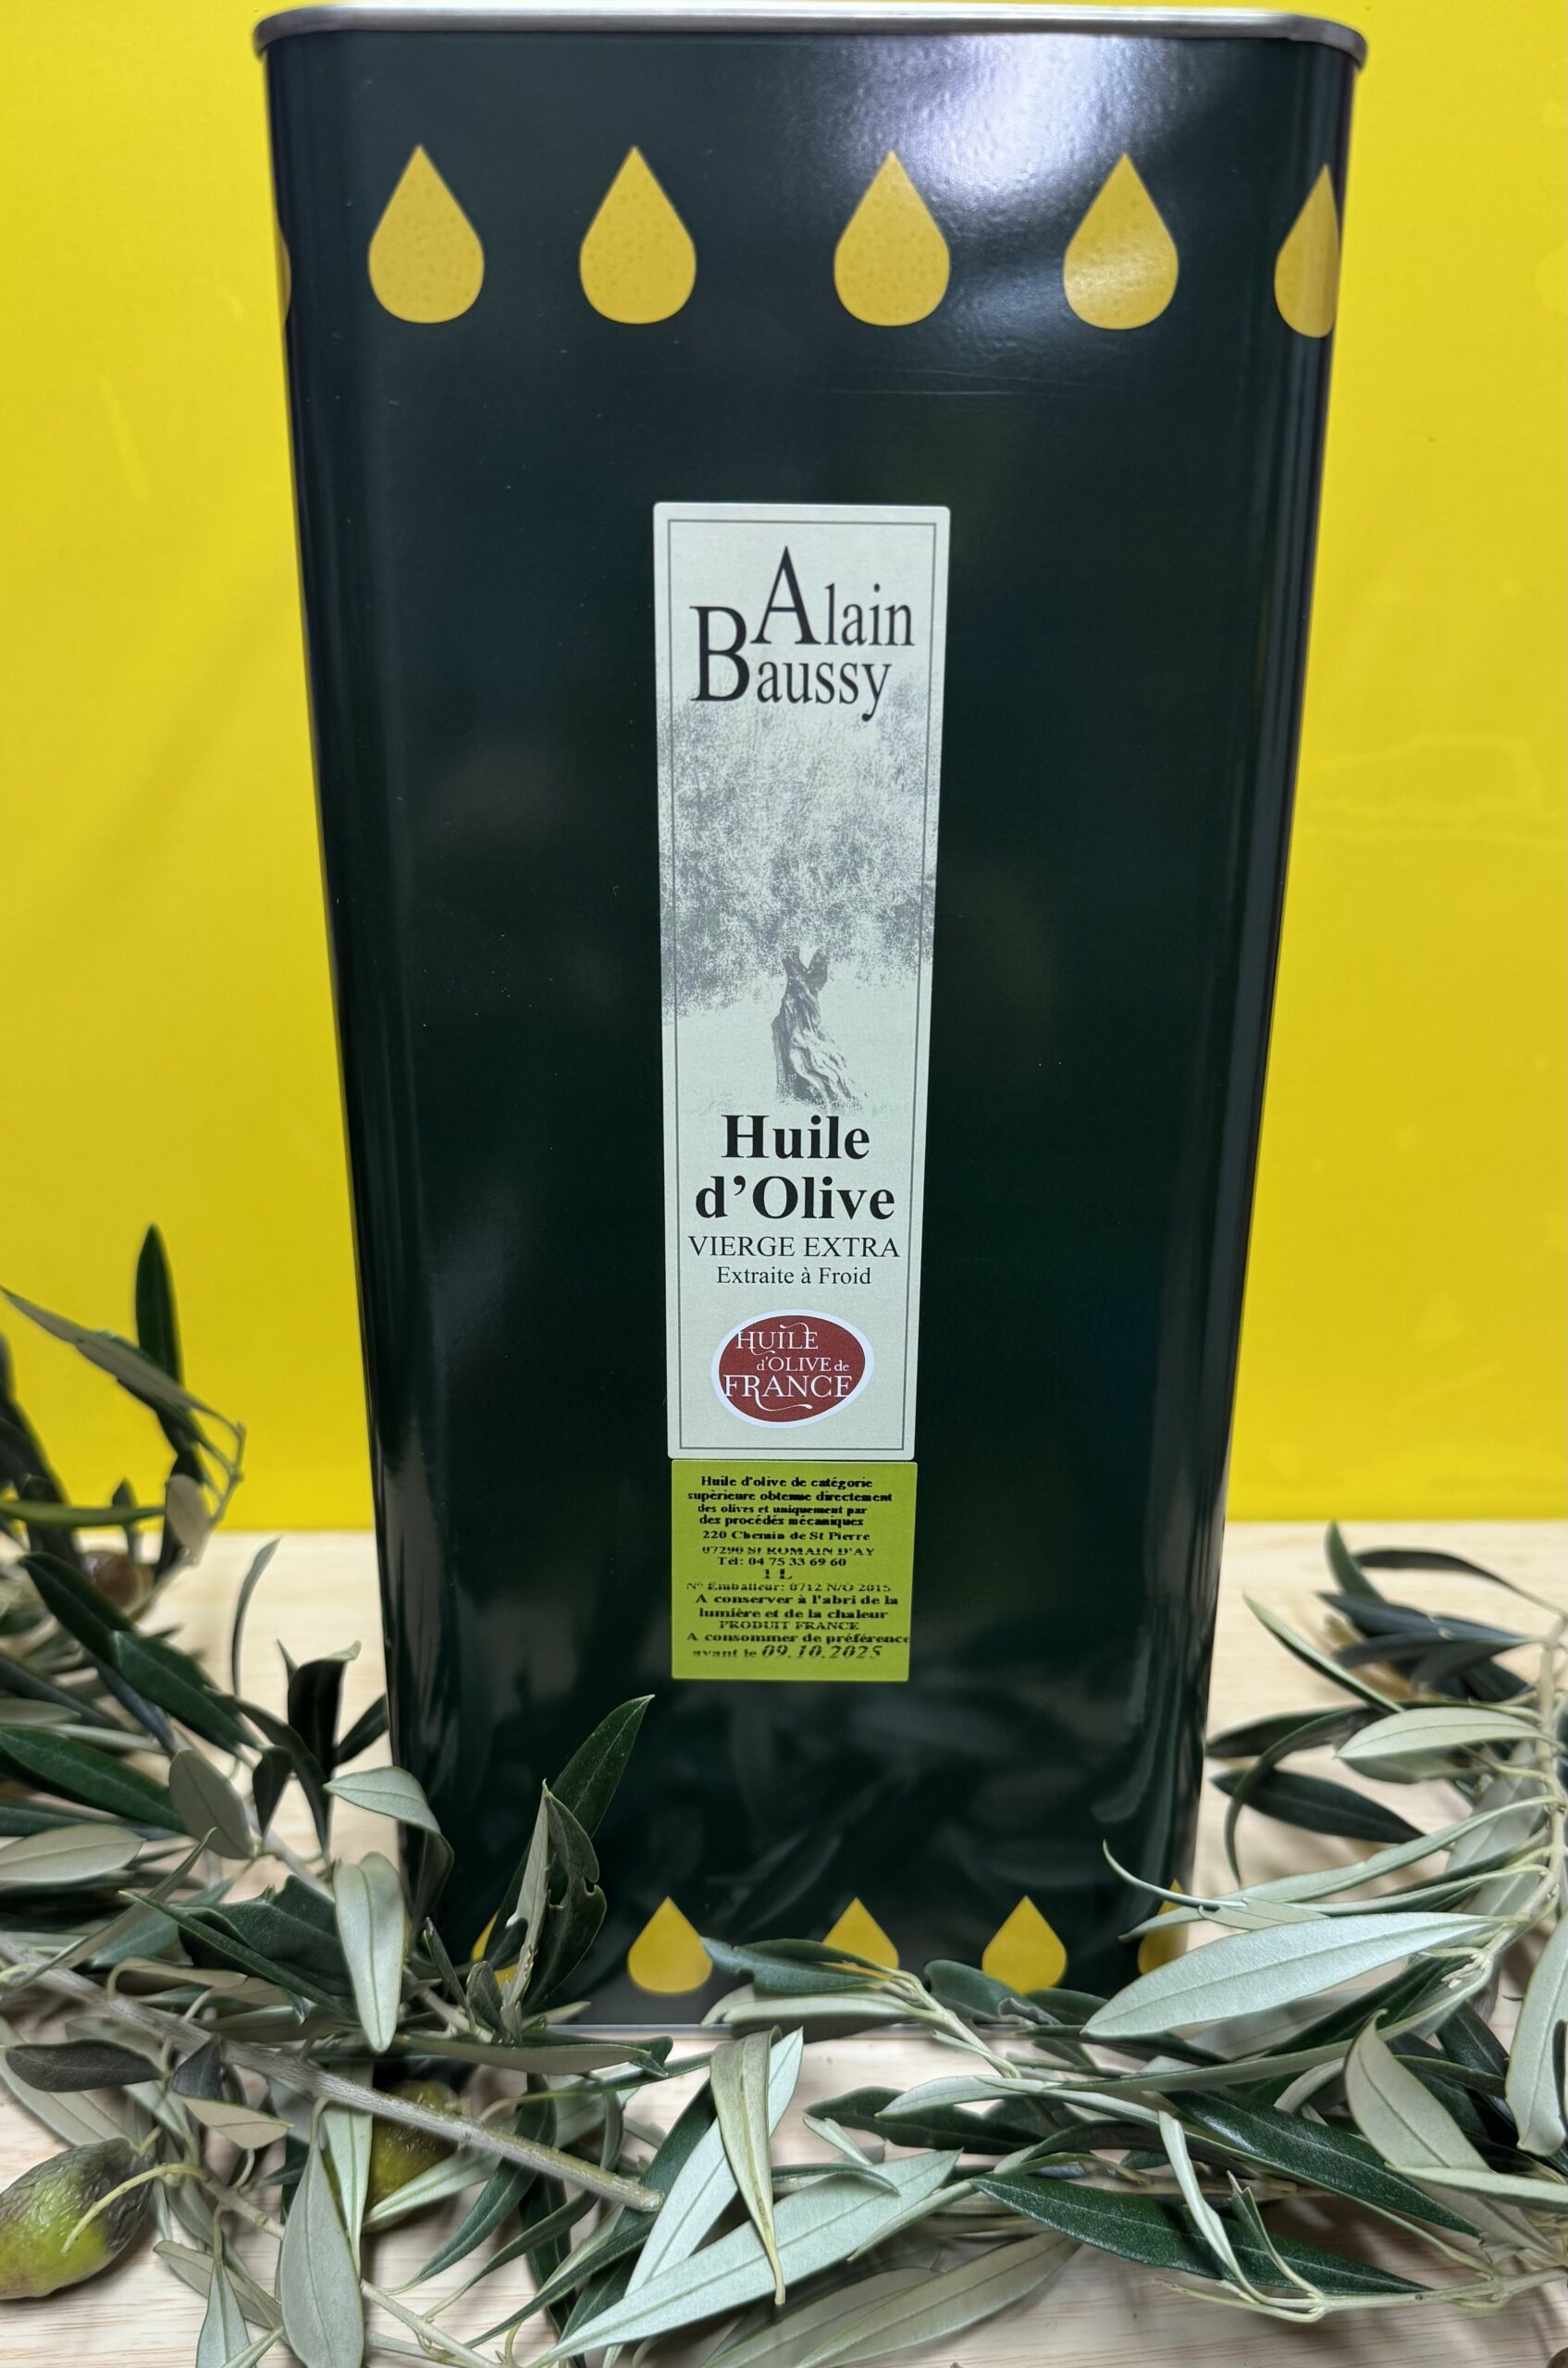 Alain
Baussy
Huile
d'Olive
VIERGE EXTRA
Extraite à Froid
HUILE
d'OLIVE de
FRANCE
Huile d'olive de catégorie
supèrieure obtenue directement
des olives et uniquement par
des procédés mécaniques
220 Chemin de St Pierre
07290 St ROMAIN D'AY
Tél: 04 75 33 69 60
1 L
N° Emballeur: 0712 N/O 2015
A conserver à l'abri de la
lumière et de la chaleur
PRODUIT FRANCE
A consommer de préférence
avant le 09.10.2025